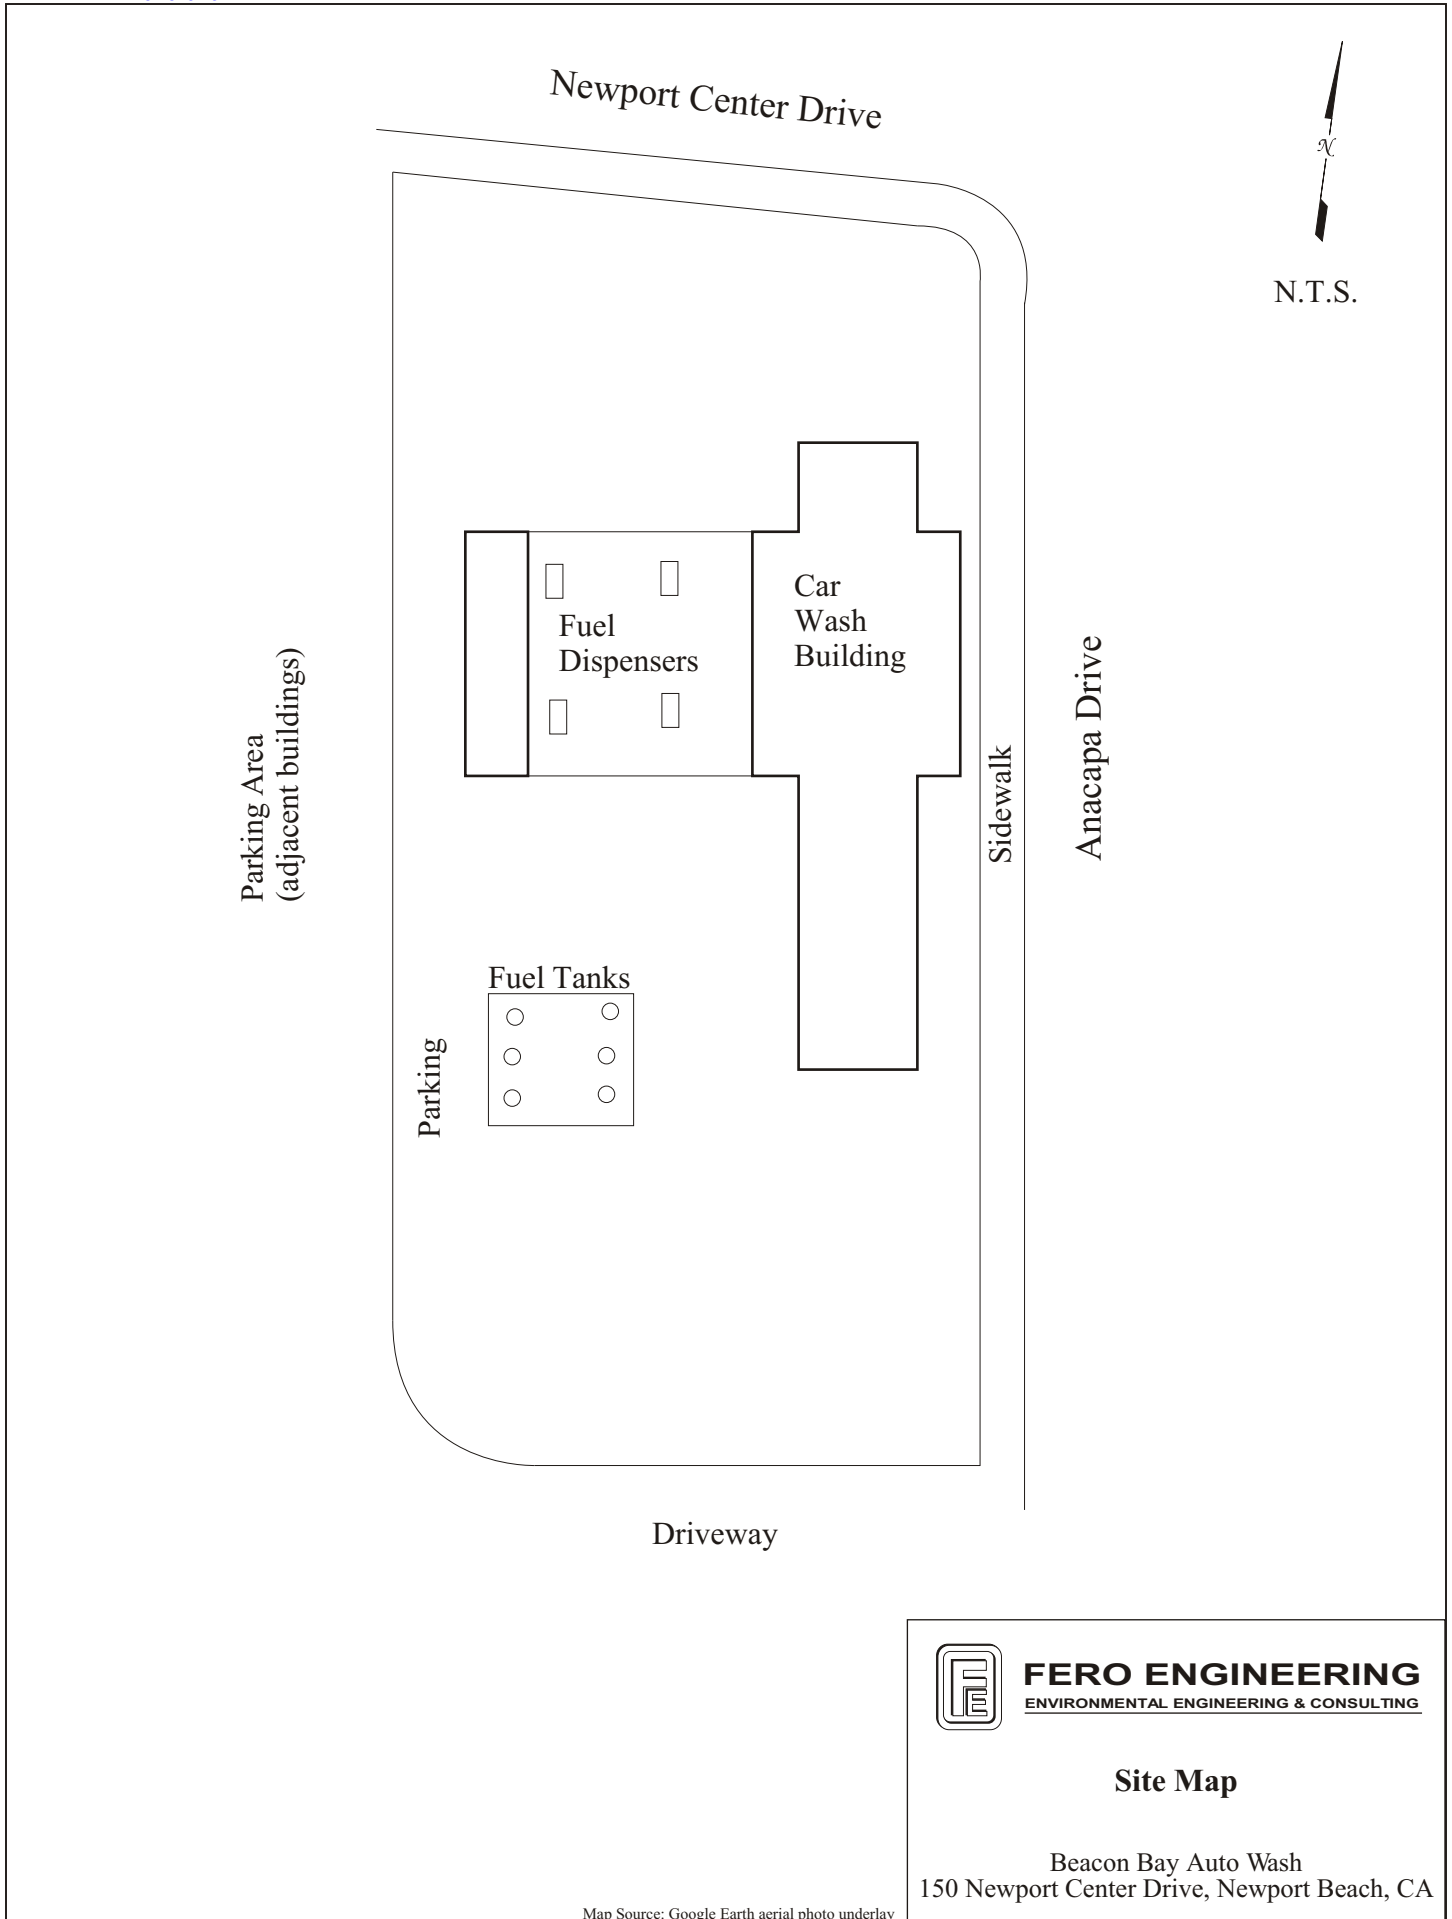 Newport Center Drive
N
N.T.S.
Car
Wash
Building
Fuel
Dispensers
Parking Area
(adjacent buildings)
Sidewalk
Anacapa Drive
Fuel Tanks
Parking
Driveway
FE
FERO ENGINEERING
ENVIRONMENTAL ENGINEERING & CONSULTING
Site Map
Beacon Bay Auto Wash
150 Newport Center Drive, Newport Beach, CA
Map Source: Google Earth aerial photo underlay